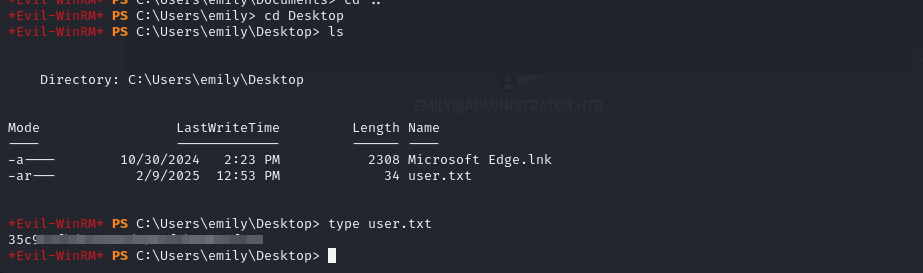 *Evil-WinRM* PS C:\Users\emily\Documents> cd ..
*Evil-WinRM* PS C:\Users\emily> cd Desktop
*Evil-WinRM* PS C:\Users\emily\Desktop> ls
Directory: C:\Users\emily\Desktop
EMILY@ADMINISTRATOR.HTB
Mode LastWriteTime Length Name
---- ------------- ------ ----
-a---- 10/30/2024 2:23 PM 2308 Microsoft Edge.lnk
-ar--- 2/9/2025 12:53 PM 34 user.txt
*Evil-WinRM* PS C:\Users\emily\Desktop> type user.txt
35c9
*Evil-WinRM* PS C:\Users\emily\Desktop>